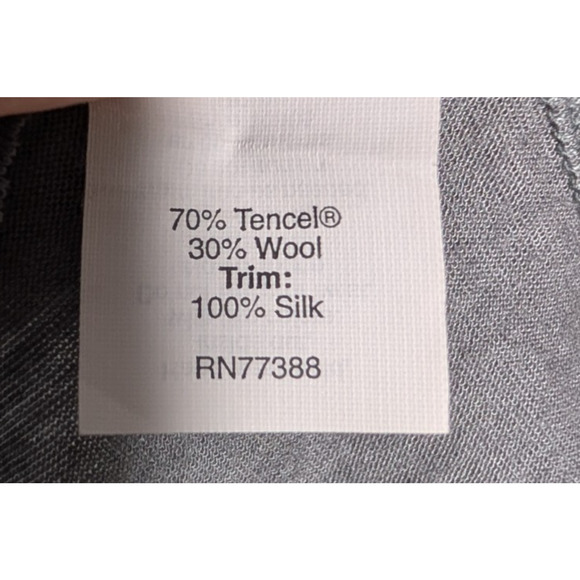 70% Tencel®
30% Wool
Trim:
100% Silk
RN77388